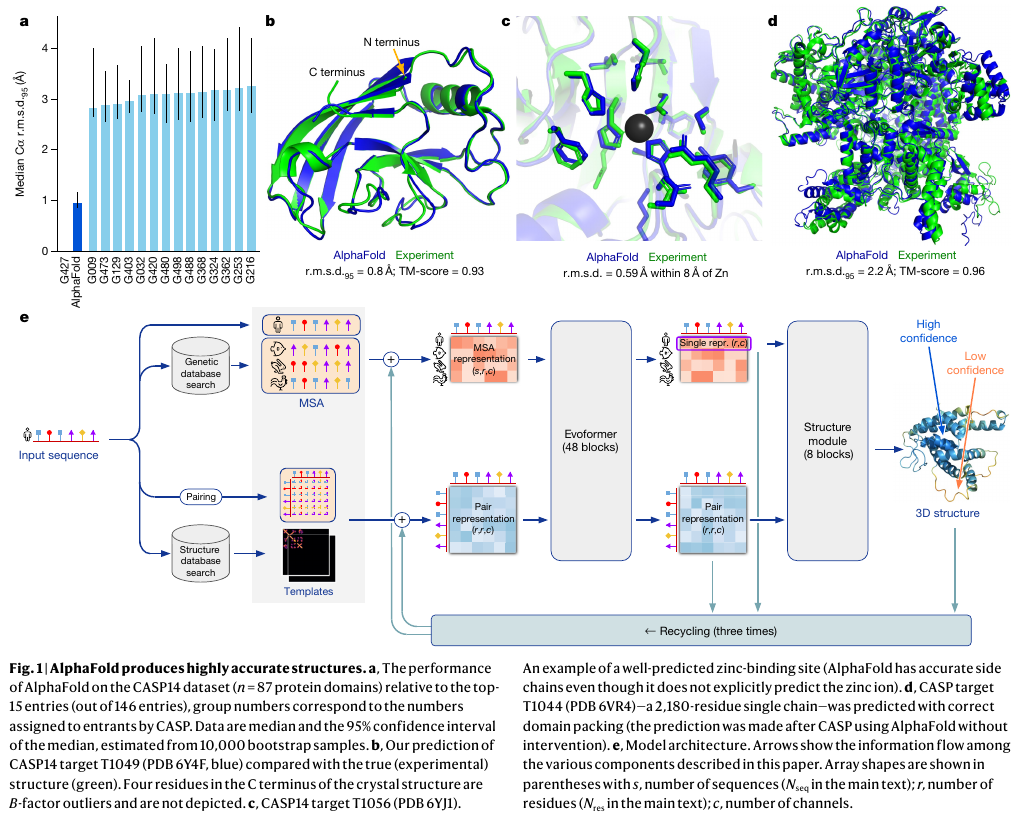 a
4
3
2
1
0
Median Cα r.m.s.d.95 (Å)
G427
AlphaFold
G009
G473
G129
G403
G032
G420
G480
G498
G488
G368
G324
G362
G253
G216
b
N terminus
C terminus
AlphaFold Experiment
r.m.s.d.95 = 0.8 Å; TM-score = 0.93
c
AlphaFold Experiment
r.m.s.d. = 0.59 Å within 8 Å of Zn
d
AlphaFold Experiment
r.m.s.d.95 = 2.2 Å; TM-score = 0.96
e
Input sequence
Genetic
database
search
MSA
Pairing
Structure
database
search
Templates
+
+
MSA
representation
(s,r,c)
Pair
representation
(r,r,c)
Evoformer
(48 blocks)
Single repr. (r,c)
Pair
representation
(r,r,c)
Structure
module
(8 blocks)
High
confidence
Low
confidence
3D structure
← Recycling (three times)
Fig. 1 | AlphaFold produces highly accurate structures. a, The performance
of AlphaFold on the CASP14 dataset (n = 87 protein domains) relative to the top-
15 entries (out of 146 entries), group numbers correspond to the numbers
assigned to entrants by CASP. Data are median and the 95% confidence interval
of the median, estimated from 10,000 bootstrap samples. b, Our prediction of
CASP14 target T1049 (PDB 6Y4F, blue) compared with the true (experimental)
structure (green). Four residues in the C terminus of the crystal structure are
B-factor outliers and are not depicted. c, CASP14 target T1056 (PDB 6YJ1).
An example of a well-predicted zinc-binding site (AlphaFold has accurate side
chains even though it does not explicitly predict the zinc ion). d, CASP target
T1044 (PDB 6VR4)—a 2,180-residue single chain—was predicted with correct
domain packing (the prediction was made after CASP using AlphaFold without
intervention). e, Model architecture. Arrows show the information flow among
the various components described in this paper. Array shapes are shown in
parentheses with s, number of sequences (Nseq in the main text); r, number of
residues (Nres in the main text); c, number of channels.